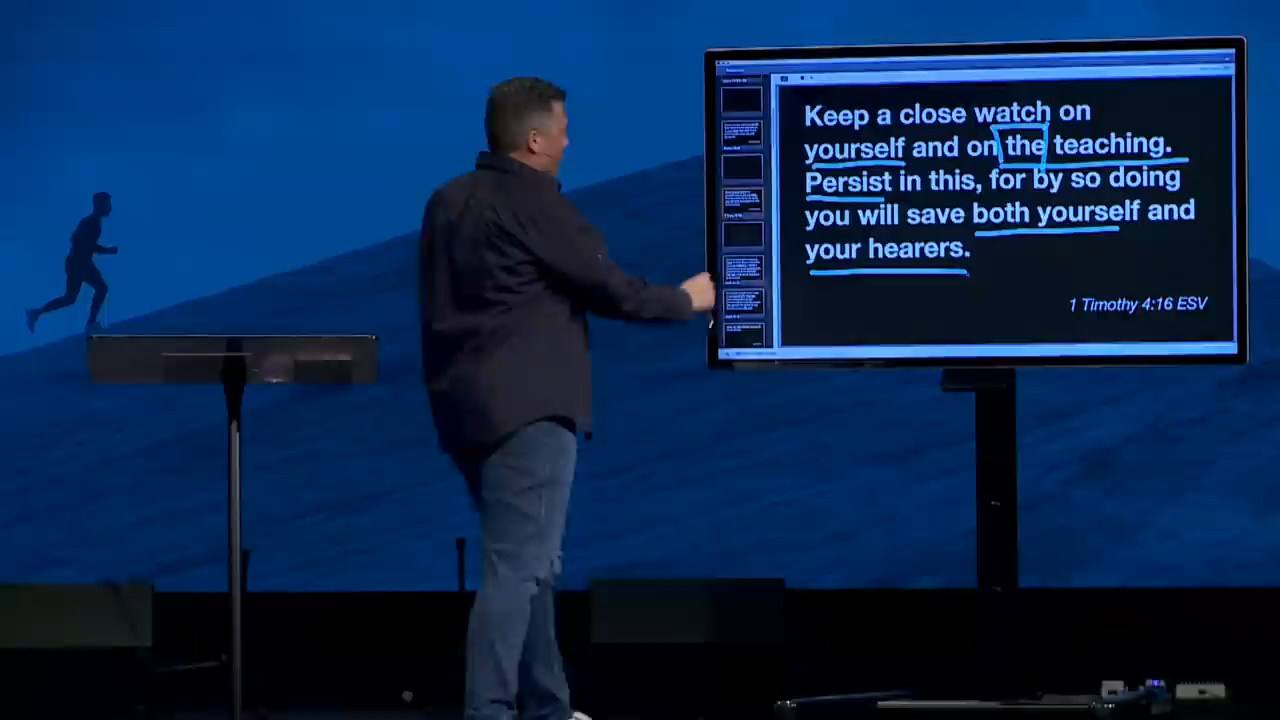 Keep a close watch on
yourself and on the teaching.
Persist in this, for by so doing
you will save both yourself and
your hearers.
1 Timothy 4:16 ESV